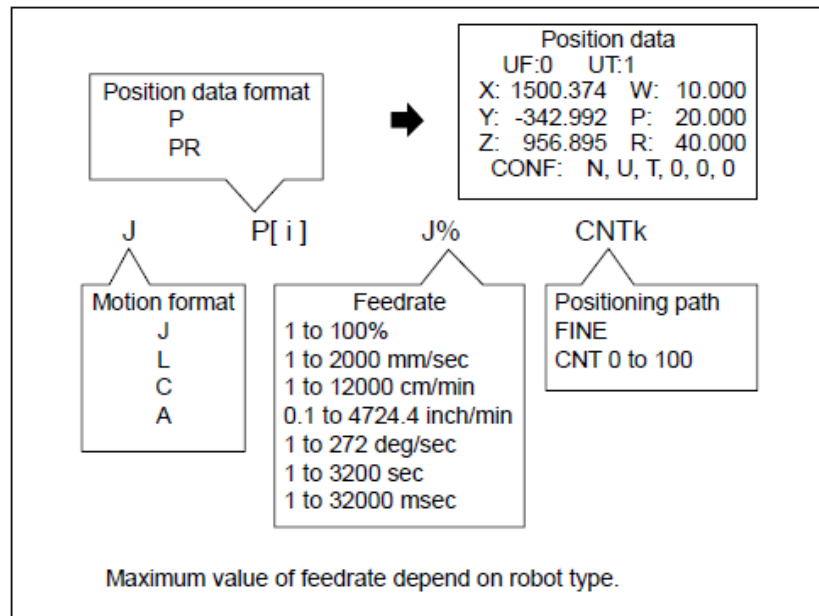 Position data
UF:0 UT:1
X: 1500.374 W: 10.000
Y: -342.992 P: 20.000
Z: 956.895 R: 40.000
CONF: N, U, T, 0, 0, 0
Position data format
P
PR
J P[ i ] J% CNTk
Motion format
J
L
C
A
Feedrate
1 to 100%
1 to 2000 mm/sec
1 to 12000 cm/min
0.1 to 4724.4 inch/min
1 to 272 deg/sec
1 to 3200 sec
1 to 32000 msec
Positioning path
FINE
CNT 0 to 100
Maximum value of feedrate depend on robot type.